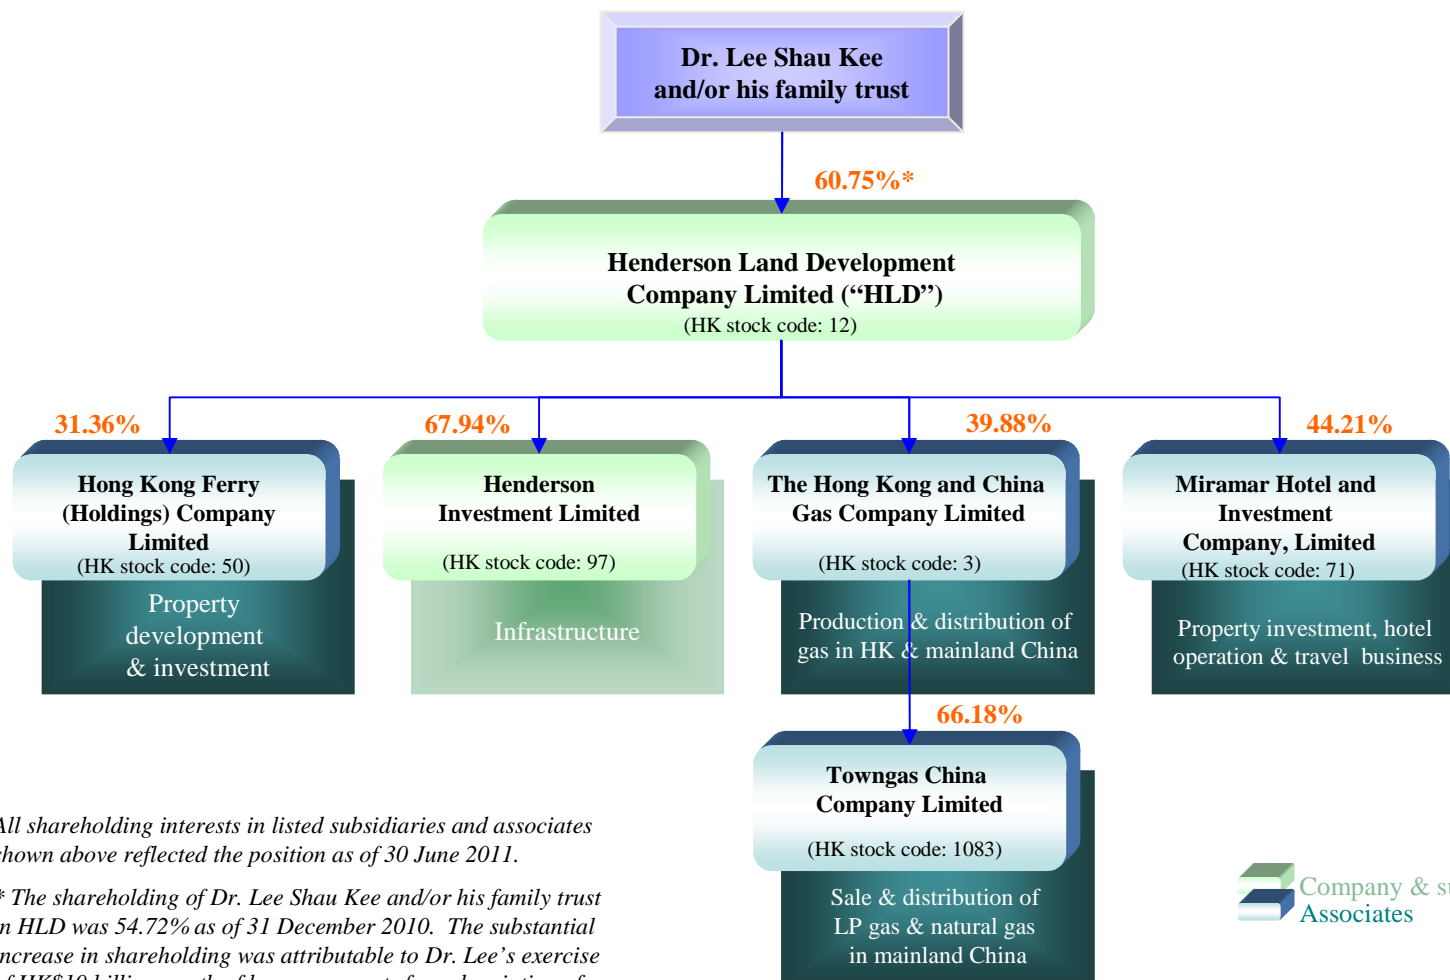 Dr. Lee Shau Kee
and/or his family trust
60.75%*
Henderson Land Development
Company Limited (“HLD”)
(HK stock code: 12)
31.36%
67.94%
39.88%
44.21%
Hong Kong Ferry
(Holdings) Company
Limited
(HK stock code: 50)
Property
development
& investment
Henderson
Investment Limited
(HK stock code: 97)
Infrastructure
The Hong Kong and China
Gas Company Limited
(HK stock code: 3)
Production & distribution of
gas in HK & mainland China
Miramar Hotel and
Investment
Company, Limited
(HK stock code: 71)
Property investment, hotel
operation & travel business
66.18%
Towngas China
Company Limited
(HK stock code: 1083)
Sale & distribution of
LP gas & natural gas
in mainland China
All shareholding interests in listed subsidiaries and associates
shown above reflected the position as of 30 June 2011.
* The shareholding of Dr. Lee Shau Kee and/or his family trust
in HLD was 54.72% as of 31 December 2010. The substantial
increase in shareholding was attributable to Dr. Lee’s exercise
Company &
Associates